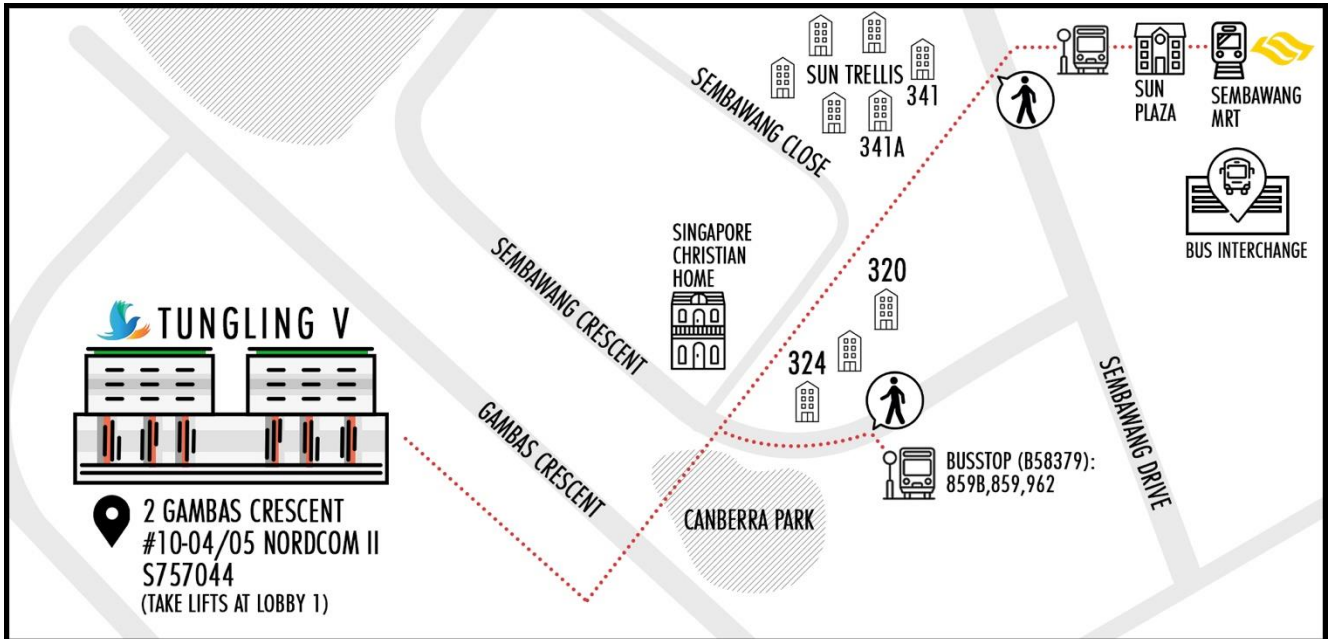 SUN TRELLIS
341
341A
SEMBAWANG CLOSE
SUN
PLAZA
SEMBAWANG
MRT
BUS INTERCHANGE
SINGAPORE
CHRISTIAN
HOME
320
324
SEMBAWANG CRESCENT
GAMBAS CRESCENT
SEMBAWANG DRIVE
BUSSTOP (B58379):
859B,859,962
CANBERRA PARK
TUNGLING V
2 GAMBAS CRESCENT
#10-04/05 NORDCOM II
S757044
(TAKE LIFTS AT LOBBY 1)